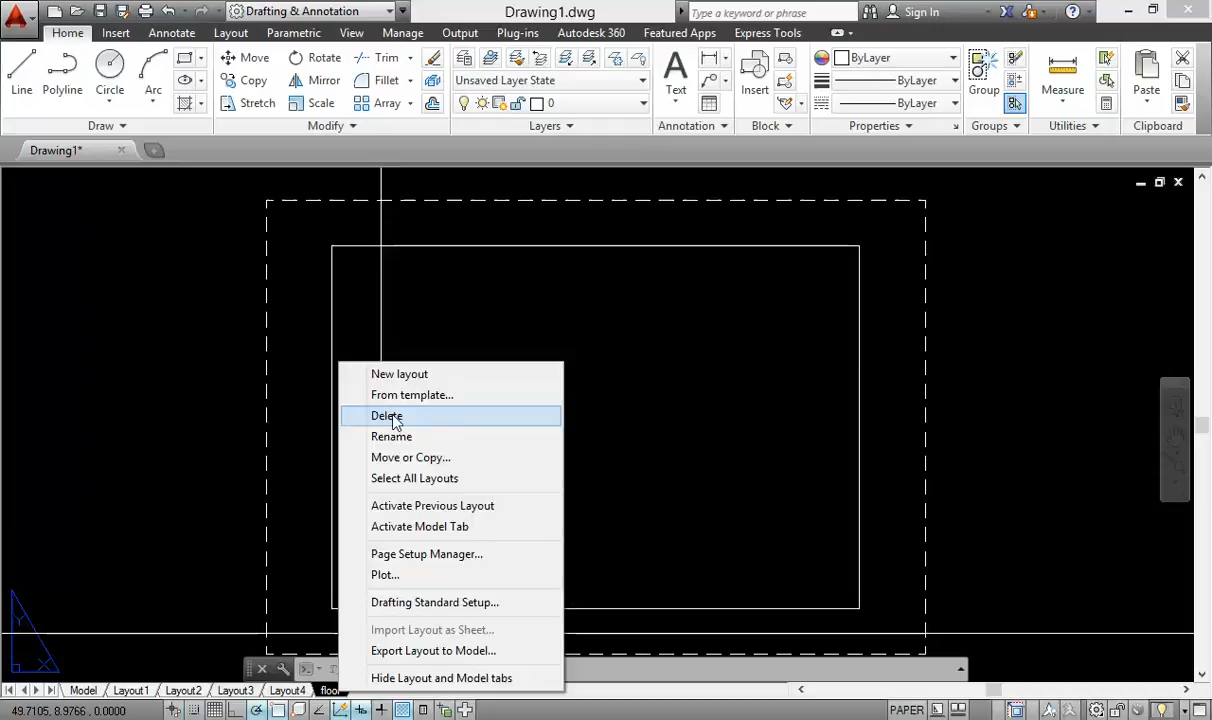 Drafting & Annotation
Drawing1.dwg
Type a keyword or phrase
Sign In
Home Insert Annotate Layout Parametric View Manage Output Plug-ins Autodesk 360 Featured Apps Express Tools
Line
Polyline
Circle
Arc
Move
Rotate
Trim
Copy
Mirror
Fillet
Stretch
Scale
Array
Unsaved Layer State
0
Text
Insert
ByLayer
ByLayer
ByLayer
Group
Measure
Paste
Draw
Modify
Layers
Annotation
Block
Properties
Groups
Utilities
Clipboard
Drawing1*
New layout
From template...
Delete
Rename
Move or Copy...
Select All Layouts
Activate Previous Layout
Activate Model Tab
Page Setup Manager...
Plot...
Drafting Standard Setup...
Import Layout as Sheet...
Export Layout to Model...
Hide Layout and Model tabs
Y
X
Model Layout1 Layout2 Layout3 Layout4 floor
49.7105, 8.9766 , 0.0000
PAPER